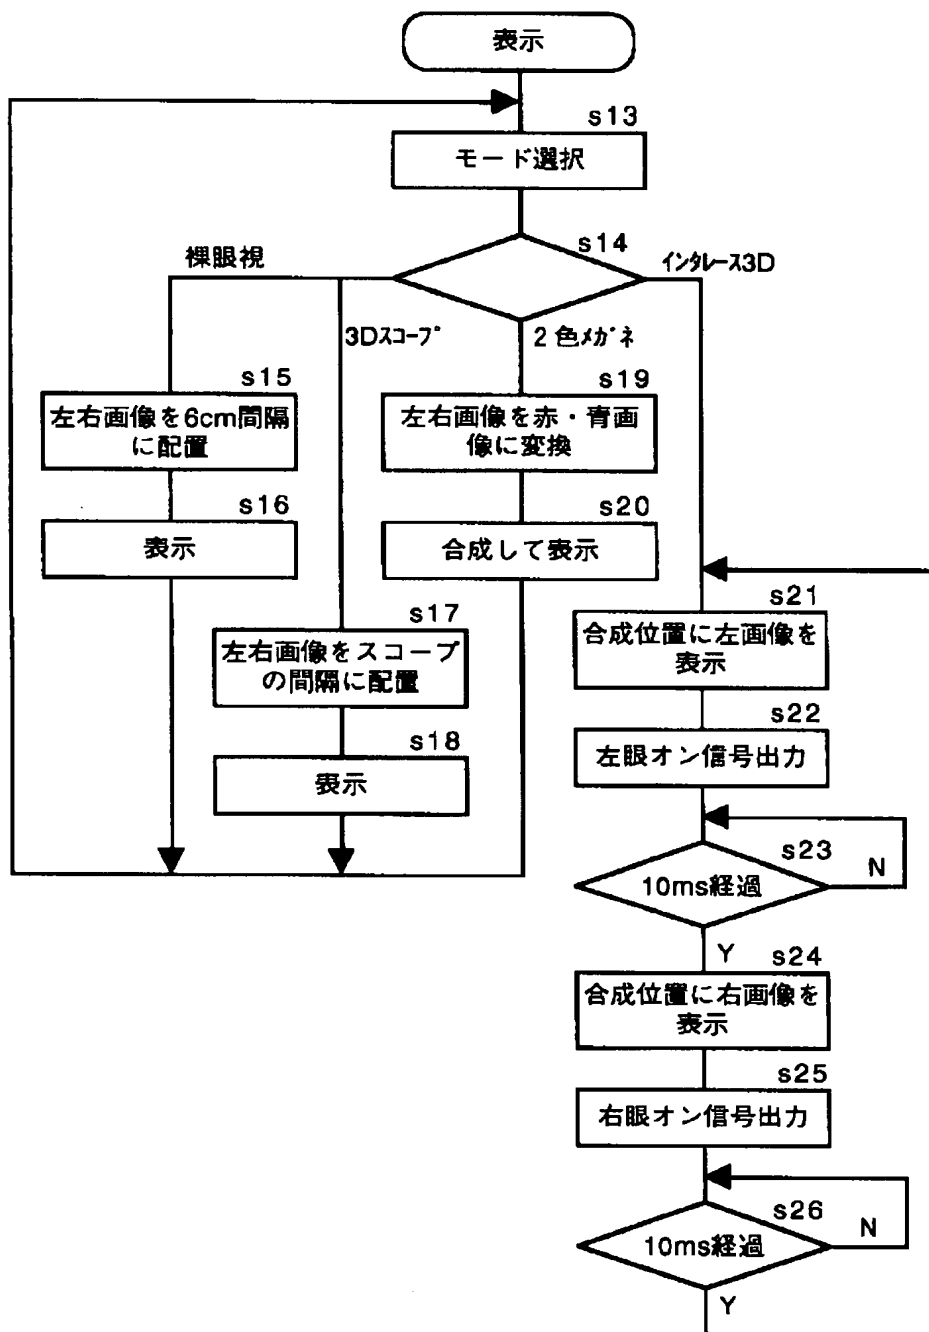 表示
s13
モード選択
s14
裸眼視
インタレース3D
3Dスコープ
2色メガネ
s15
左右画像を6cm間隔
に配置
s19
左右画像を赤・青画
像に変換
s16
表示
s20
合成して表示
s17
左右画像をスコープ
の間隔に配置
s18
表示
s21
合成位置に左画像を
表示
s22
左眼オン信号出力
s23
10ms経過
N
Y
s24
合成位置に右画像を
表示
s25
右眼オン信号出力
s26
10ms経過
N
Y